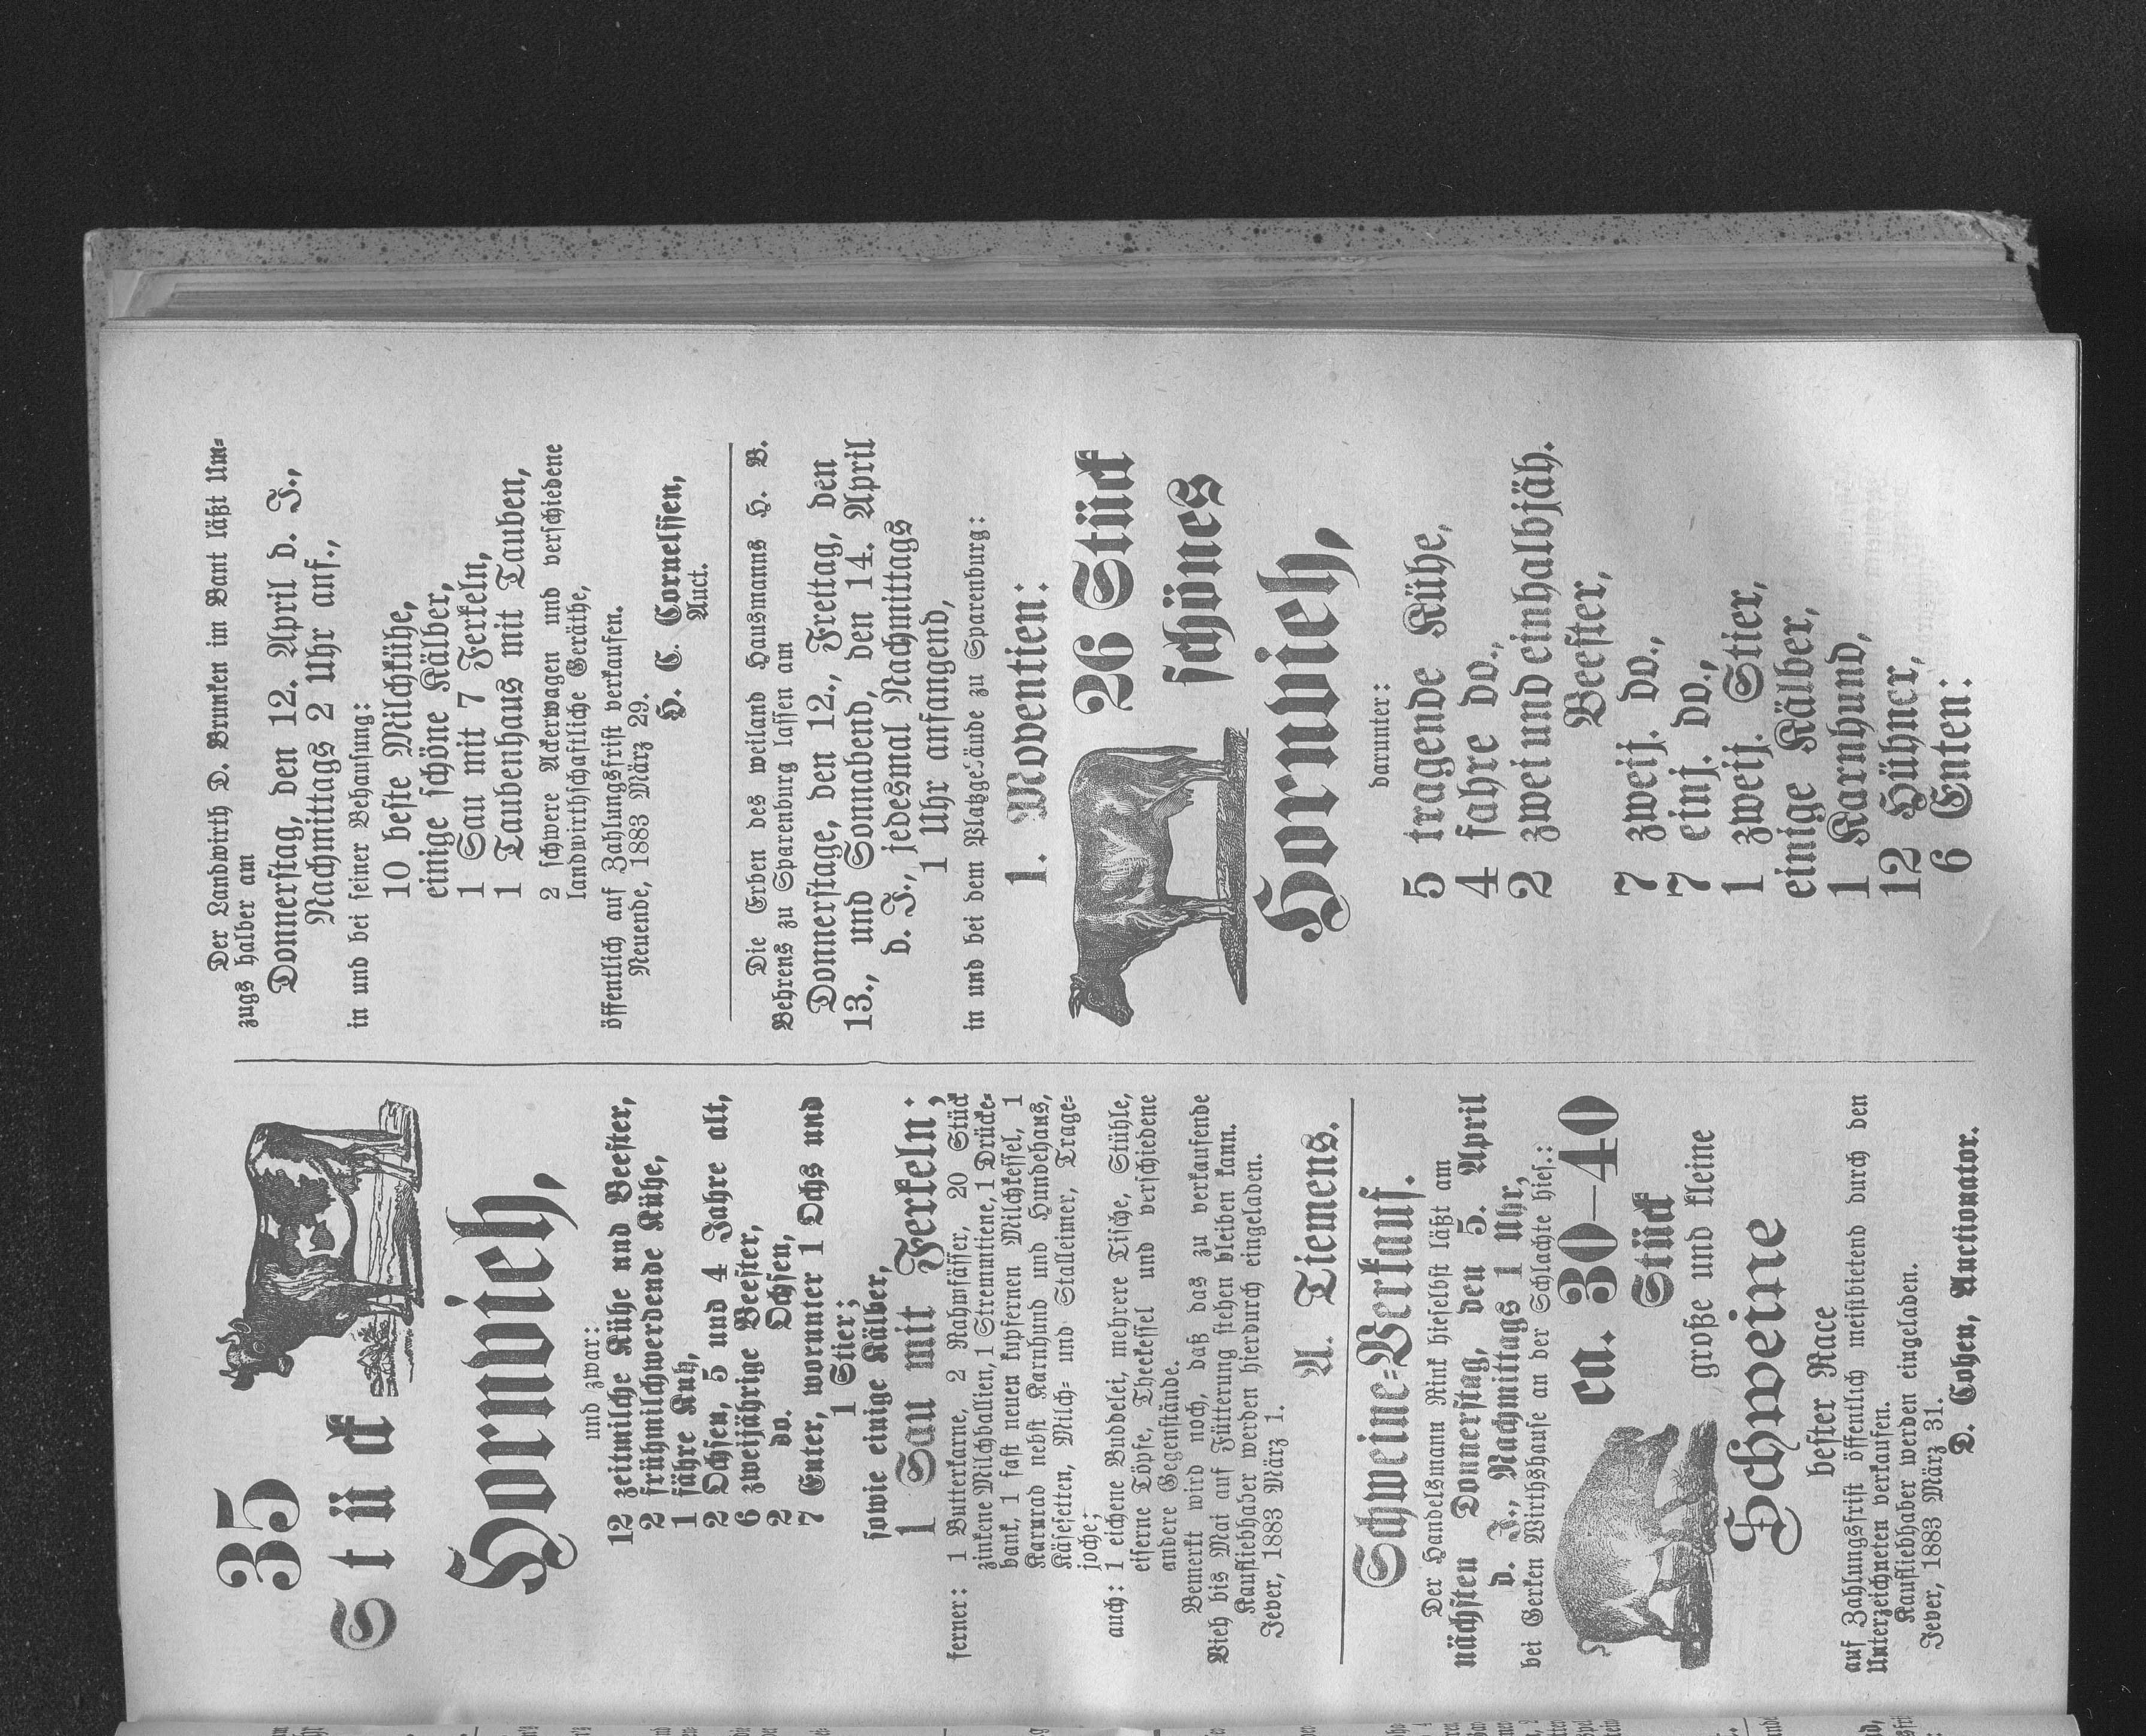 35
Stück
Hornvieh,
und zwar:
12 zeitmilche Kühe und Beester,
2 frühmilchwerdende Kühe,
1 fähre Kuh,
2 Ochsen, 5 und 4 Jahre alt,
6 zweijährige Beester,
2 do. Ochsen,
7 Enter, worunter 1 Ochs und
1 Stier;
sowie einige Kälber,
1 Sau mit Ferkeln;
ferner: 1 Butterkarne, 2 Rahmfässer, 20 Stück
zinkene Milchballien, 1 Stremmtiene, 1 Drücke-
bank, 1 fast neuen kupfernen Milchkessel, 1
Karnrad nebst Karnhund und Hundehaus,
Käsesetten, Milch- und Stalleimer, Trage-
joche;
auch: 1 eichene Buddelei, mehrere Tische, Stühle,
eiserne Töpfe, Theekessel und verschiedene
andere Gegenstände.
Bemerkt wird noch, daß das zu verkaufende
Vieh bis Mai auf Fütterung stehen bleiben kann.
Kaufliebhaber werden hierdurch eingeladen.
Jever, 1883 März 1.
A. Tiemens.
Schweine-Verkauf.
Der Handelsmann Rink hieselbst läßt am
nächsten Donnerstag, den 5. April
d. J., Nachmittags 1 Uhr,
bei Gerken Wirthshause an der Schlachte hies.:
ca. 30—40
Stück
große und kleine
Schweine
bester Race
auf Zahlungsfrist öffentlich meistbietend durch den
Unterzeichneten verkaufen.
Kaufliebhaber werden eingeladen.
Jever, 1883 März 31.
D. Cohen, Auctionator.
Der Landwirth D. Brunken im Bant läßt Um-
zugs halber am
Donnerstag, den 12. April d. J.,
Nachmittags 2 Uhr anf.,
in und bei seiner Behausung:
10 beste Milchkühe,
einige schöne Kälber,
1 Sau mit 7 Ferkeln,
1 Taubenhaus mit Tauben,
2 schwere Ackerwagen und verschiedene
landwirthschaftliche Geräthe,
öffentlich auf Zahlungsfrist verkaufen.
Neuende, 1883 März 29.
H. C. Cornelssen,
Auct.
Die Erben des weiland Hausmanns H. B.
Behrens zu Sparenburg lassen am
Donnerstage, den 12., Freitag, den
13., und Sonnabend, den 14. April
d. J., jedesmal Nachmittags
1 Uhr anfangend,
in und bei dem Platzgebäude zu Sparenburg:
1. Moventien:
26 Stück
schönes
Hornvieh,
darunter:
5 tragende Kühe,
4 fahre do.,
2 zwei und einhalbjäh.
Beester,
7 zweij. do.,
7 einj. do.,
1 zweij. Stier,
einige Kälber,
1 Karnhund,
12 Hühner,
6 Enten: